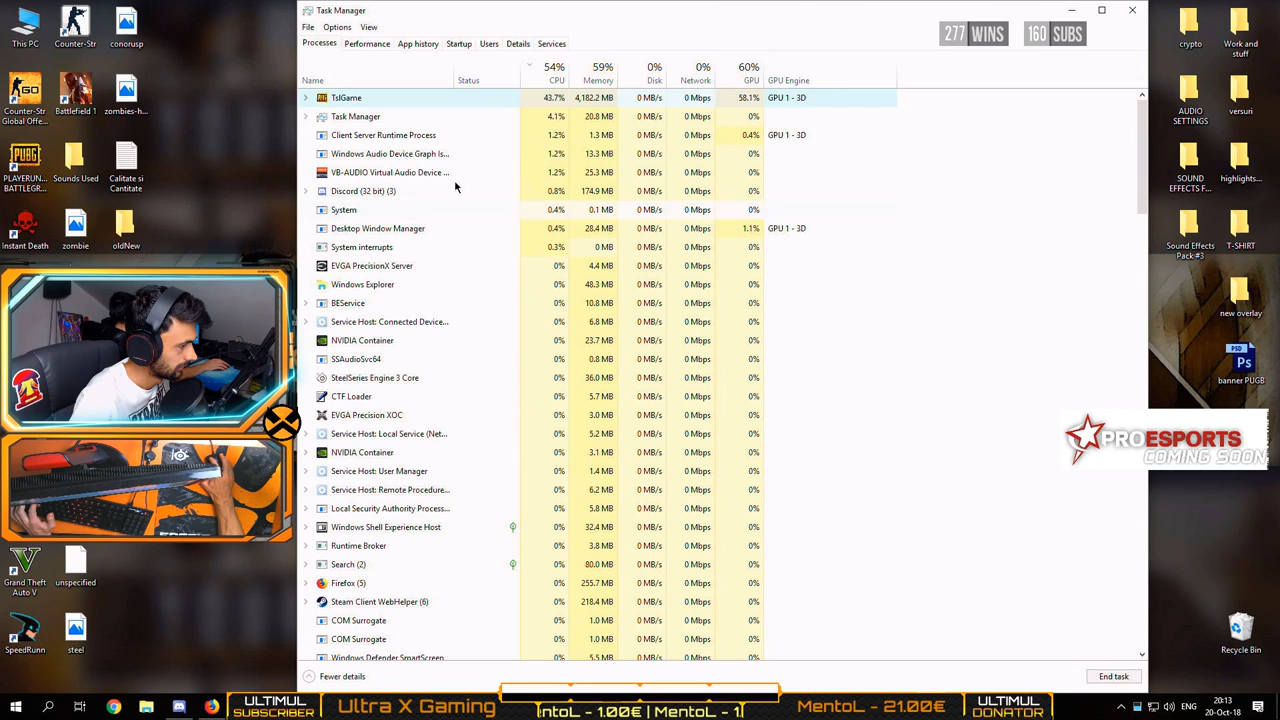 Task Manager
File Options View
Processes Performance App history Startup Users Details Services
54% 59% 0% 0% 60%
Name Status CPU Memory Disk Network GPU GPU Engine
TslGame 43.7% 4,182.2 MB 0 MB/s 0 Mbps 58.1% GPU 1 - 3D
Task Manager 4.1% 20.8 MB 0 MB/s 0 Mbps 0%
Client Server Runtime Process 1.2% 1.3 MB 0 MB/s 0 Mbps 0.4% GPU 1 - 3D
Windows Audio Device Graph Is... 1.2% 13.3 MB 0 MB/s 0 Mbps 0%
VB-AUDIO Virtual Audio Device ... 1.2% 25.3 MB 0 MB/s 0 Mbps 0%
Discord (32 bit) (3) 0.8% 174.9 MB 0 MB/s 0 Mbps 0%
System 0.4% 0.1 MB 0 MB/s 0 Mbps 0%
Desktop Window Manager 0.4% 28.4 MB 0 MB/s 0 Mbps 1.1% GPU 1 - 3D
System interrupts 0.3% 0 MB 0 MB/s 0 Mbps 0%
EVGA PrecisionX Server 0% 4.4 MB 0 MB/s 0 Mbps 0%
Windows Explorer 0% 48.3 MB 0 MB/s 0 Mbps 0%
BEService 0% 10.8 MB 0 MB/s 0 Mbps 0%
Service Host: Connected Device... 0% 6.8 MB 0 MB/s 0 Mbps 0%
NVIDIA Container 0% 23.7 MB 0 MB/s 0 Mbps 0%
SSAudioSvc64 0% 0.8 MB 0 MB/s 0 Mbps 0%
SteelSeries Engine 3 Core 0% 36.0 MB 0 MB/s 0 Mbps 0%
CTF Loader 0% 5.7 MB 0 MB/s 0 Mbps 0%
EVGA Precision XOC 0% 3.0 MB 0 MB/s 0 Mbps 0%
Service Host: Local Service (Net... 0% 5.2 MB 0 MB/s 0 Mbps 0%
NVIDIA Container 0% 3.1 MB 0 MB/s 0 Mbps 0%
Service Host: User Manager 0% 1.4 MB 0 MB/s 0 Mbps 0%
Service Host: Remote Procedure... 0% 6.2 MB 0 MB/s 0 Mbps 0%
Local Security Authority Process... 0% 5.8 MB 0 MB/s 0 Mbps 0%
Windows Shell Experience Host 0% 32.4 MB 0 MB/s 0 Mbps 0%
Runtime Broker 0% 3.8 MB 0 MB/s 0 Mbps 0%
Search (2) 0% 80.0 MB 0 MB/s 0 Mbps 0%
Firefox (5) 0% 255.7 MB 0 MB/s 0 Mbps 0%
Steam Client WebHelper (6) 0% 218.4 MB 0 MB/s 0 Mbps 0%
COM Surrogate 0% 1.0 MB 0 MB/s 0 Mbps 0%
COM Surrogate 0% 1.0 MB 0 MB/s 0 Mbps 0%
Windows Defender SmartScreen 0% 5.5 MB 0 MB/s 0 Mbps 0%
Fewer details End task
277 WINS 160 SUBS
This PC Counter-Str conorusp
Counter-Str Global Offe... Battlefield 1 zombies-h...
PLAYERUN... BATTLEGR... Sounds Used Calitate si Cantitate
Instant Death zombie oldNew
Grand Theft Auto V unspecified
SpeedRunn steel
crypto Work and stuff
AUDIO SETTINGS versuri
SOUND EFFECTS F... highlights...
Sound Effects Pack #3 T-SHIRT
new overlay
PSD
Ps
banner PUGB
PROESPORTS
COMING SOON
Recycle Bin
ULTIMUL SUBSCRIBER Ultra X Gaming
MentoL - 1.00€ | MentoL - 1.
MentoL - 21.00€ ULTIMUL DONATOR
ENG 20:13
20-Oct-18